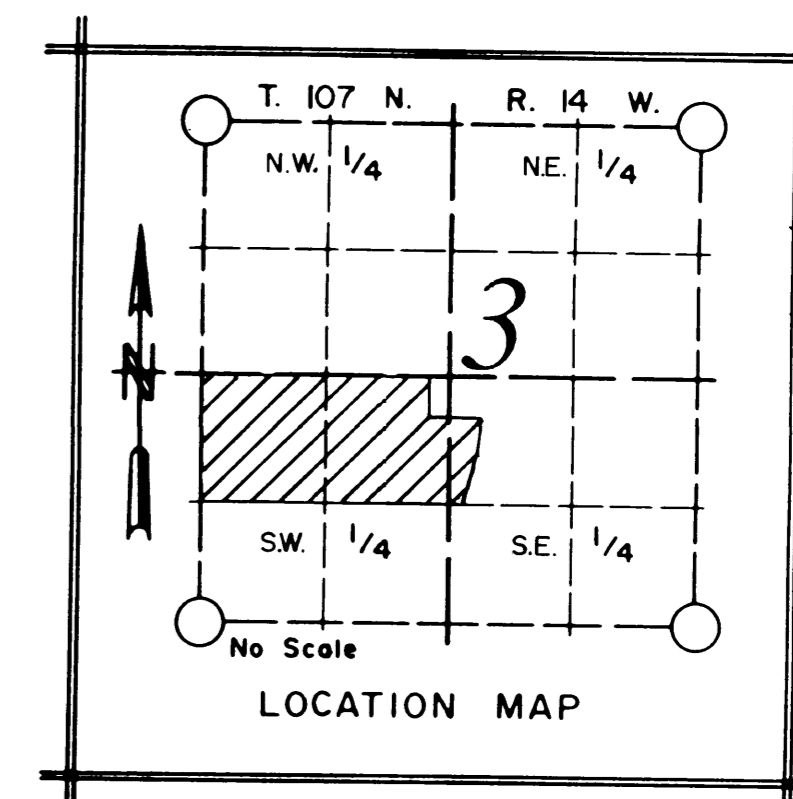 T. 107 N. R. 14 W.
N.W. 1/4 N.E. 1/4
3
N
S.W. 1/4 S.E. 1/4
No Scale
LOCATION MAP